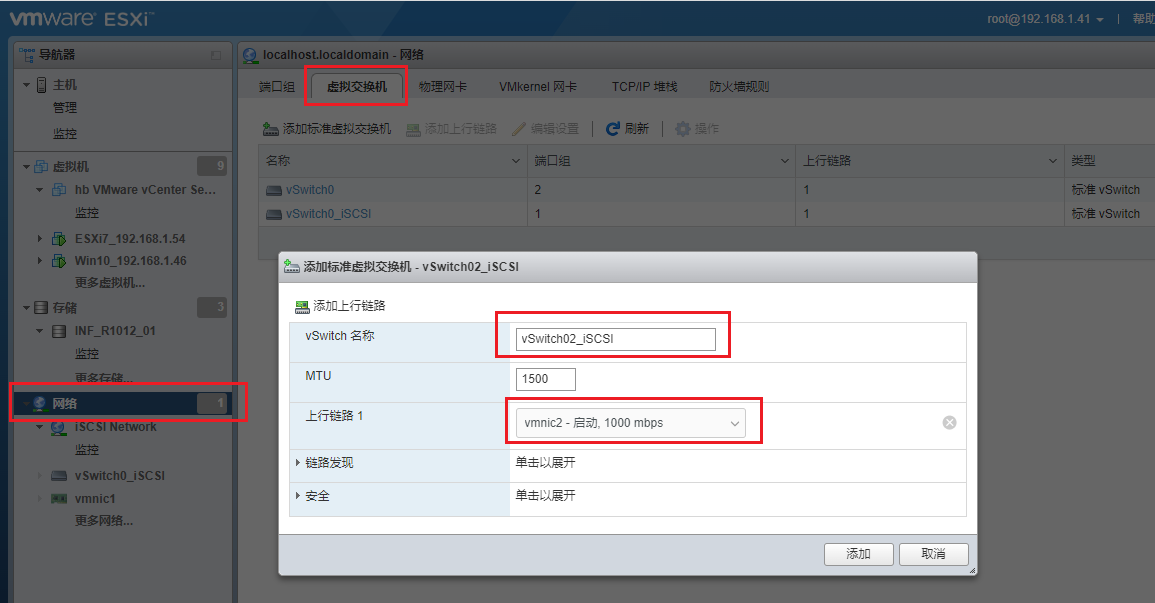 vmware ESXi™
root@192.168.1.41
帮助
导航器
localhost.localdomain - 网络
主机
管理
监控
端口组
虚拟交换机
物理网卡
VMkernel 网卡
TCP/IP 堆栈
防火墙规则
添加标准虚拟交换机
添加上行链路
编辑设置
刷新
操作
名称
端口组
上行链路
类型
vSwitch0
2
1
标准 vSwitch
vSwitch0_iSCSI
1
1
标准 vSwitch
虚拟机
9
hb VMware vCenter Se...
监控
ESXi7_192.168.1.54
Win10_192.168.1.46
更多虚拟机...
存储
3
INF_R1012_01
监控
更多存储...
网络
1
iSCSI Network
监控
vSwitch0_iSCSI
vmnic1
更多网络...
添加标准虚拟交换机 - vSwitch02_iSCSI
添加上行链路
vSwitch 名称
vSwitch02_iSCSI
MTU
1500
上行链路 1
vmnic2 - 启动, 1000 mbps
链路发现
单击以展开
安全
单击以展开
添加
取消